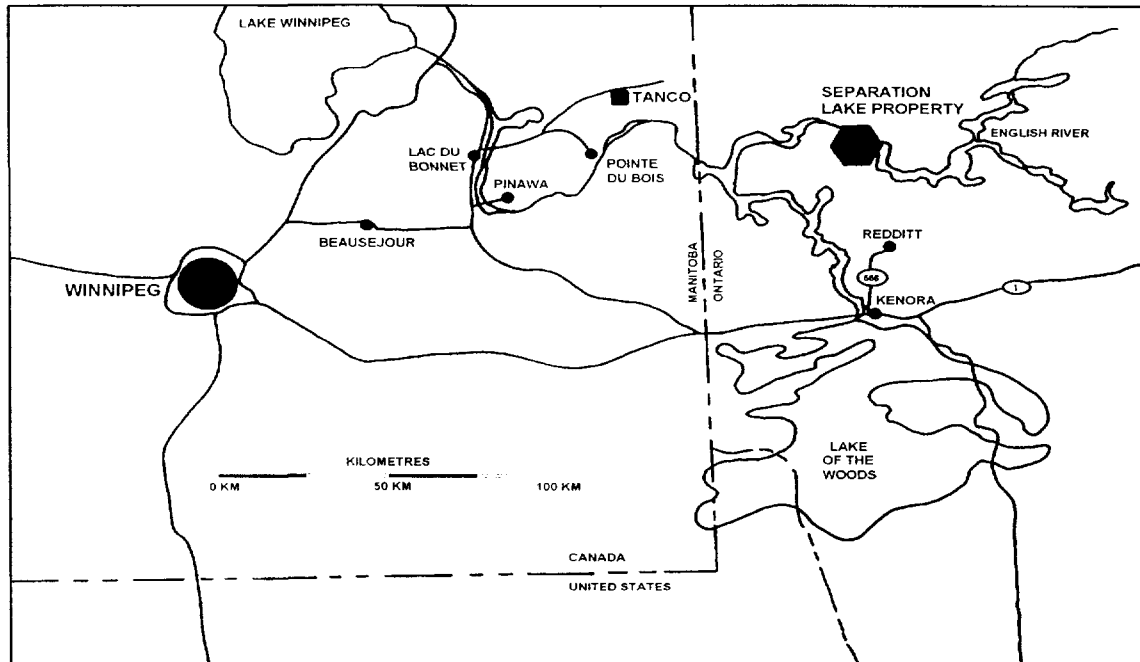 LAKE WINNIPEG
TANCO
SEPARATION
LAKE PROPERTY
ENGLISH RIVER
LAC DU
BONNET
POINTE
DU BOIS
PINAWA
BEAUSEJOUR
REDDITT
WINNIPEG
MANITOBA
ONTARIO
666
KENORA
1
LAKE
OF THE
WOODS
KILOMETRES
0 KM
50 KM
100 KM
CANADA
UNITED STATES